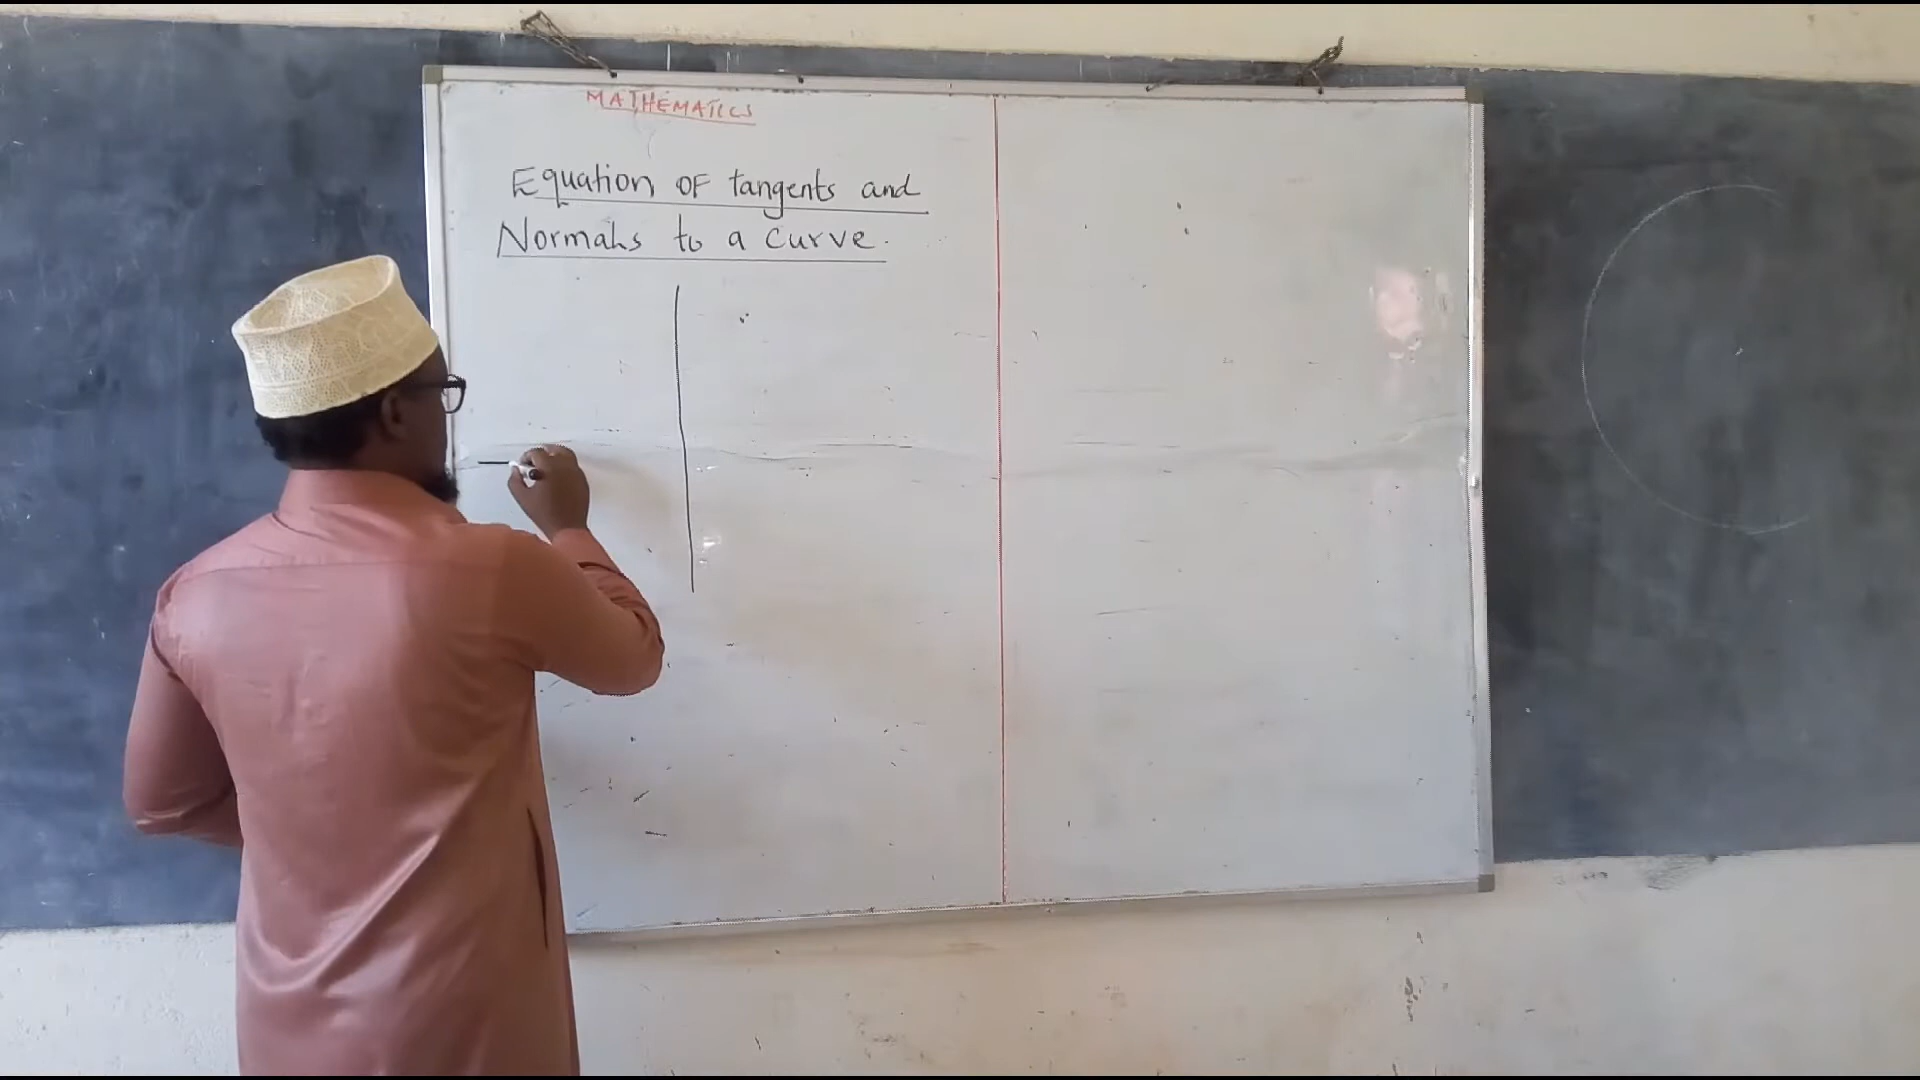 MATHEMATICS
Equation OF tangents and
Normals to a curve.